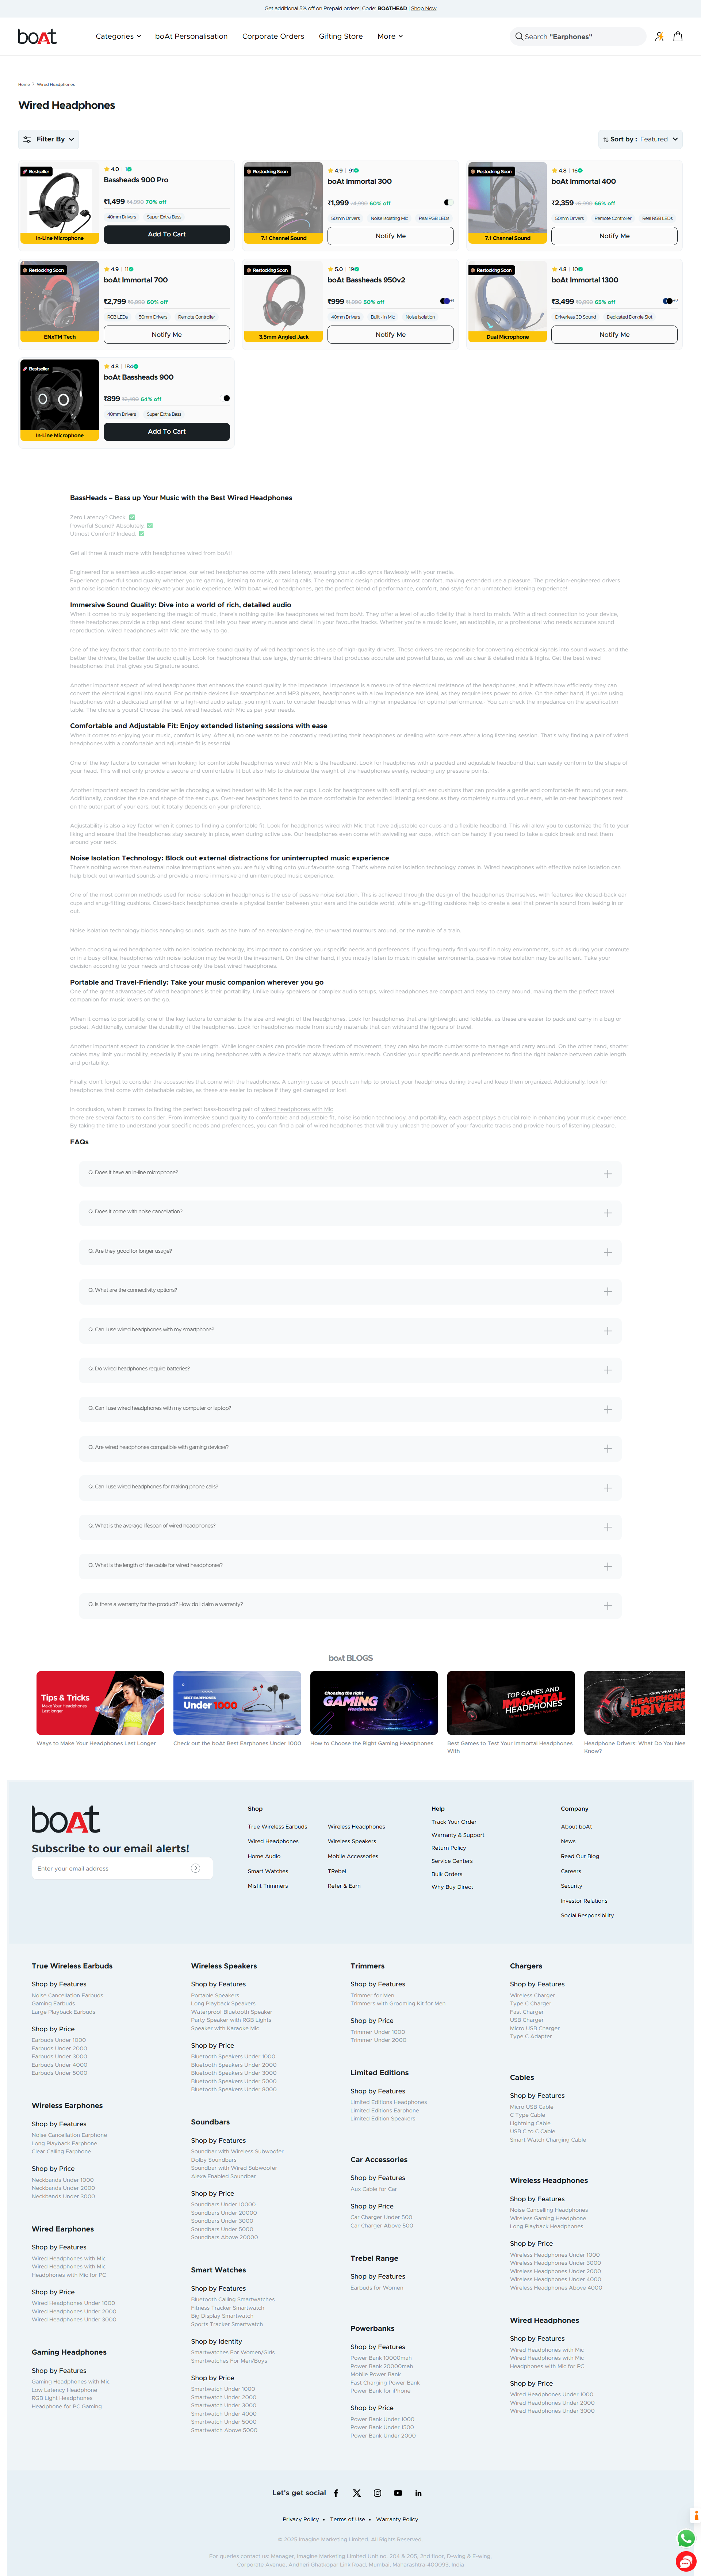 Get additional 5% off on Prepaid orders| Code: BOATHEAD | Shop Now
boAt
Categories
boAt Personalisation
Corporate Orders
Gifting Store
More
Search "Earphones"
Home > Wired Headphones
Wired Headphones
Filter By
Sort by : Featured
Bestseller
In-Line Microphone
4.0 | 1
Bassheads 900 Pro
₹1,499 ₹4,990 70% off
40mm Drivers
Super Extra Bass
Add To Cart
Restocking Soon
7.1 Channel Sound
4.9 | 91
boAt Immortal 300
₹1,999 ₹4,990 60% off
50mm Drivers
Noise Isolating Mic
Real RGB LEDs
Notify Me
Restocking Soon
7.1 Channel Sound
4.8 | 16
boAt Immortal 400
₹2,359 ₹6,990 66% off
50mm Drivers
Remote Controller
Real RGB LEDs
Notify Me
Restocking Soon
ENxTM Tech
4.9 | 11
boAt Immortal 700
₹2,799 ₹6,990 60% off
RGB LEDs
50mm Drivers
Remote Controller
Notify Me
Restocking Soon
3.5mm Angled Jack
5.0 | 19
boAt Bassheads 950v2
₹999 ₹1,990 50% off
+1
40mm Drivers
Built - in Mic
Noise Isolation
Notify Me
Restocking Soon
Dual Microphone
4.8 | 10
boAt Immortal 1300
₹3,499 ₹9,990 65% off
+2
Driverless 3D Sound
Dedicated Dongle Slot
Notify Me
Bestseller
In-Line Microphone
4.8 | 184
boAt Bassheads 900
₹899 ₹2,490 64% off
40mm Drivers
Super Extra Bass
Add To Cart
BassHeads – Bass up Your Music with the Best Wired Headphones
Zero Latency? Check. ✅
Powerful Sound? Absolutely. ✅
Utmost Comfort? Indeed. ✅
Get all three & much more with headphones wired from boAt!
Engineered for a seamless audio experience, our wired headphones come with zero latency, ensuring your audio syncs flawlessly with your media.
Experience powerful sound quality whether you're gaming, listening to music, or taking calls. The ergonomic design prioritizes utmost comfort, making extended use a pleasure. The precision-engineered drivers
and noise isolation technology elevate your audio experience. With boAt wired headphones, get the perfect blend of performance, comfort, and style for an unmatched listening experience!
Immersive Sound Quality: Dive into a world of rich, detailed audio
When it comes to truly experiencing the magic of music, there's nothing quite like headphones wired from boAt. They offer a level of audio fidelity that is hard to match. With a direct connection to your device,
these headphones provide a crisp and clear sound that lets you hear every nuance and detail in your favourite tracks. Whether you're a music lover, an audiophile, or a professional who needs accurate sound
reproduction, wired headphones with Mic are the way to go.
One of the key factors that contribute to the immersive sound quality of wired headphones is the use of high-quality drivers. These drivers are responsible for converting electrical signals into sound waves, and the
better the drivers, the better the audio quality. Look for headphones that use large, dynamic drivers that produces accurate and powerful bass, as well as clear & detailed mids & highs. Get the best wired
headphones that that gives you Signature sound.
Another important aspect of wired headphones that enhances the sound quality is the impedance. Impedance is a measure of the electrical resistance of the headphones, and it affects how efficiently they can
convert the electrical signal into sound. For portable devices like smartphones and MP3 players, headphones with a low impedance are ideal, as they require less power to drive. On the other hand, if you're using
headphones with a dedicated amplifier or a high-end audio setup, you might want to consider headphones with a higher impedance for optimal performance - You can check the impedance on the specification
table. The choice is yours! Choose the best wired headset with Mic as per your needs.
Comfortable and Adjustable Fit: Enjoy extended listening sessions with ease
When it comes to enjoying your music, comfort is key. After all, no one wants to be constantly readjusting their headphones or dealing with sore ears after a long listening session. That's why finding a pair of wired
headphones with a comfortable and adjustable fit is essential.
One of the key factors to consider when looking for comfortable headphones wired with Mic is the headband. Look for headphones with a padded and adjustable headband that can easily conform to the shape of
your head. This will not only provide a secure and comfortable fit but also help to distribute the weight of the headphones evenly, reducing any pressure points.
Another important aspect to consider while choosing a wired headset with Mic is the ear cups. Look for headphones with soft and plush ear cushions that can provide a gentle and comfortable fit around your ears.
Additionally, consider the size and shape of the ear cups. Over-ear headphones tend to be more comfortable for extended listening sessions as they completely surround your ears, while on-ear headphones rest
on the outer part of your ears, but it totally depends on your preference.
Adjustability is also a key factor when it comes to finding a comfortable fit. Look for headphones wired with Mic that have adjustable ear cups and a flexible headband. This will allow you to customize the fit to your
liking and ensure that the headphones stay securely in place, even during active use. Our headphones even come with swiveling ear cups, which can be handy if you need to take a quick break and rest them
around your neck.
Noise Isolation Technology: Block out external distractions for uninterrupted music experience
There's nothing worse than external noise interruptions when you are fully vibing onto your favourite song. That's where noise isolation technology comes in. Wired headphones with effective noise isolation can
help block out unwanted sounds and provide a more immersive and uninterrupted music experience.
One of the most common methods used for noise isolation in headphones is the use of passive noise isolation. This is achieved through the design of the headphones themselves, with features like closed-back ear
cups and snug-fitting cushions. Closed-back headphones create a physical barrier between your ears and the outside world, while snug-fitting cushions help to create a seal that prevents sound from leaking in or
out.
Noise isolation technology blocks annoying sounds, such as the hum of an aeroplane engine, the unwanted murmurs around, or the rumble of a train.
When choosing wired headphones with noise isolation technology, it's important to consider your specific needs and preferences. If you frequently find yourself in noisy environments, such as during your commute
or in a busy office, headphones with noise isolation may be worth the investment. On the other hand, if you mostly listen to music in quieter environments, passive noise isolation may be sufficient. Take your
decision according to your needs and choose only the best wired headphones.
Portable and Travel-Friendly: Take your music companion wherever you go
One of the great advantages of wired headphones is their portability. Unlike bulky speakers or complex audio setups, wired headphones are compact and easy to carry around, making them the perfect travel
companion for music lovers on the go.
When it comes to portability, one of the key factors to consider is the size and weight of the headphones. Look for headphones that are lightweight and foldable, as these are easier to pack and carry in a bag or
pocket. Additionally, consider the durability of the headphones. Look for headphones made from sturdy materials that can withstand the rigours of travel.
Another important aspect to consider is the cable length. While longer cables can provide more freedom of movement, they can also be more cumbersome to manage and carry around. On the other hand, shorter
cables may limit your mobility, especially if you're using headphones with a device that's not always within arm's reach. Consider your specific needs and preferences to find the right balance between cable length
and portability.
Finally, don't forget to consider the accessories that come with the headphones. A carrying case or pouch can help to protect your headphones during travel and keep them organized. Additionally, look for
headphones that come with detachable cables, as these are easier to replace if they get damaged or lost.
In conclusion, when it comes to finding the perfect bass-boosting pair of wired headphones with Mic
there are several factors to consider. From immersive sound quality to comfortable and adjustable fit, noise isolation technology, and portability, each aspect plays a crucial role in enhancing your music experience.
By taking the time to understand your specific needs and preferences, you can find a pair of wired headphones that will truly unleash the power of your favourite tracks and provide hours of listening pleasure.
FAQs
Q. Does it have an in-line microphone?
Q. Does it come with noise cancellation?
Q. Are they good for longer usage?
Q. What are the connectivity options?
Q. Can I use wired headphones with my smartphone?
Q. Do wired headphones require batteries?
Q. Can I use wired headphones with my computer or laptop?
Q. Are wired headphones compatible with gaming devices?
Q. Can I use wired headphones for making phone calls?
Q. What is the average lifespan of wired headphones?
Q. What is the length of the cable for wired headphones?
Q. Is there a warranty for the product? How do I claim a warranty?
boAt BLOGS
Tips & Tricks
Make Your Headphones
Last longer
Ways to Make Your Headphones Last Longer
BEST EARPHONES
Under 1000
Check out the boAt Best Earphones Under 1000
Choosing the right
GAMING
Headphones
How to Choose the Right Gaming Headphones
TOP GAMES AND
IMMORTAL
HEADPHONES
Best Games to Test Your Immortal Headphones
With
HEADPHONE
DRIVER
Headphone Drivers: What Do You Nee
Know?
boAt
Subscribe to our email alerts!
Enter your email address
Shop
True Wireless Earbuds
Wired Headphones
Home Audio
Smart Watches
Misfit Trimmers
Wireless Headphones
Wireless Speakers
Mobile Accessories
TRebel
Refer & Earn
Help
Track Your Order
Warranty & Support
Return Policy
Service Centers
Bulk Orders
Why Buy Direct
Company
About boAt
News
Read Our Blog
Careers
Security
Investor Relations
Social Responsibility
True Wireless Earbuds
Shop by Features
Noise Cancellation Earbuds
Gaming Earbuds
Large Playback Earbuds
Shop by Price
Earbuds Under 1000
Earbuds Under 2000
Earbuds Under 3000
Earbuds Under 4000
Earbuds Under 5000
Wireless Earphones
Shop by Features
Noise Cancellation Earphone
Long Playback Earphone
Clear Calling Earphone
Shop by Price
Neckbands Under 1000
Neckbands Under 2000
Neckbands Under 3000
Wired Earphones
Shop by Features
Wired Headphones with Mic
Wired Headphones with Mic
Headphones with Mic for PC
Shop by Price
Wired Headphones Under 1000
Wired Headphones Under 2000
Wired Headphones Under 3000
Gaming Headphones
Shop by Features
Gaming Headphones with Mic
Low Latency Headphone
RGB Light Headphones
Headphone for PC Gaming
Wireless Speakers
Shop by Features
Portable Speakers
Long Playback Speakers
Waterproof Bluetooth Speaker
Party Speaker with RGB Lights
Speaker with Karaoke Mic
Shop by Price
Bluetooth Speakers Under 1000
Bluetooth Speakers Under 2000
Bluetooth Speakers Under 3000
Bluetooth Speakers Under 5000
Bluetooth Speakers Under 8000
Soundbars
Shop by Features
Soundbar with Wireless Subwoofer
Dolby Soundbars
Soundbar with Wired Subwoofer
Alexa Enabled Soundbar
Shop by Price
Soundbars Under 10000
Soundbars Under 20000
Soundbars Under 3000
Soundbars Under 5000
Soundbars Above 20000
Smart Watches
Shop by Features
Bluetooth Calling Smartwatches
Fitness Tracker Smartwatch
Big Display Smartwatch
Sports Tracker Smartwatch
Shop by Identity
Smartwatches For Women/Girls
Smartwatches For Men/Boys
Shop by Price
Smartwatch Under 1000
Smartwatch Under 2000
Smartwatch Under 3000
Smartwatch Under 4000
Smartwatch Under 5000
Smartwatch Above 5000
Trimmers
Shop by Features
Trimmer for Men
Trimmers with Grooming Kit for Men
Shop by Price
Trimmer Under 1000
Trimmer Under 2000
Limited Editions
Shop by Features
Limited Editions Headphones
Limited Editions Earphone
Limited Edition Speakers
Car Accessories
Shop by Features
Aux Cable for Car
Shop by Price
Car Charger Under 500
Car Charger Above 500
Trebel Range
Shop by Features
Earbuds for Women
Powerbanks
Shop by Features
Power Bank 10000mah
Power Bank 20000mah
Mobile Power Bank
Fast Charging Power Bank
Power Bank for iPhone
Shop by Price
Power Bank Under 1000
Power Bank Under 1500
Power Bank Under 2000
Chargers
Shop by Features
Wireless Charger
Type C Charger
Fast Charger
USB Charger
Micro USB Charger
Type C Adapter
Cables
Shop by Features
Micro USB Cable
C Type Cable
Lightning Cable
USB C to C Cable
Smart Watch Charging Cable
Wireless Headphones
Shop by Features
Noise Cancelling Headphones
Wireless Gaming Headphone
Long Playback Headphones
Shop by Price
Wireless Headphones Under 1000
Wireless Headphones Under 3000
Wireless Headphones Under 2000
Wireless Headphones Under 4000
Wireless Headphones Above 4000
Wired Headphones
Shop by Features
Wired Headphones with Mic
Wired Headphones with Mic
Headphones with Mic for PC
Shop by Price
Wired Headphones Under 1000
Wired Headphones Under 2000
Wired Headphones Under 3000
Let's get social
Privacy Policy • Terms of Use • Warranty Policy
© 2025 Imagine Marketing Limited. All Rights Reserved.
For queries contact us: Manager, Imagine Marketing Limited Unit no. 204 & 205, 2nd floor, D-wing & E-wing,
Corporate Avenue, Andheri Ghatkopar Link Road, Mumbai, Maharashtra-400093, India